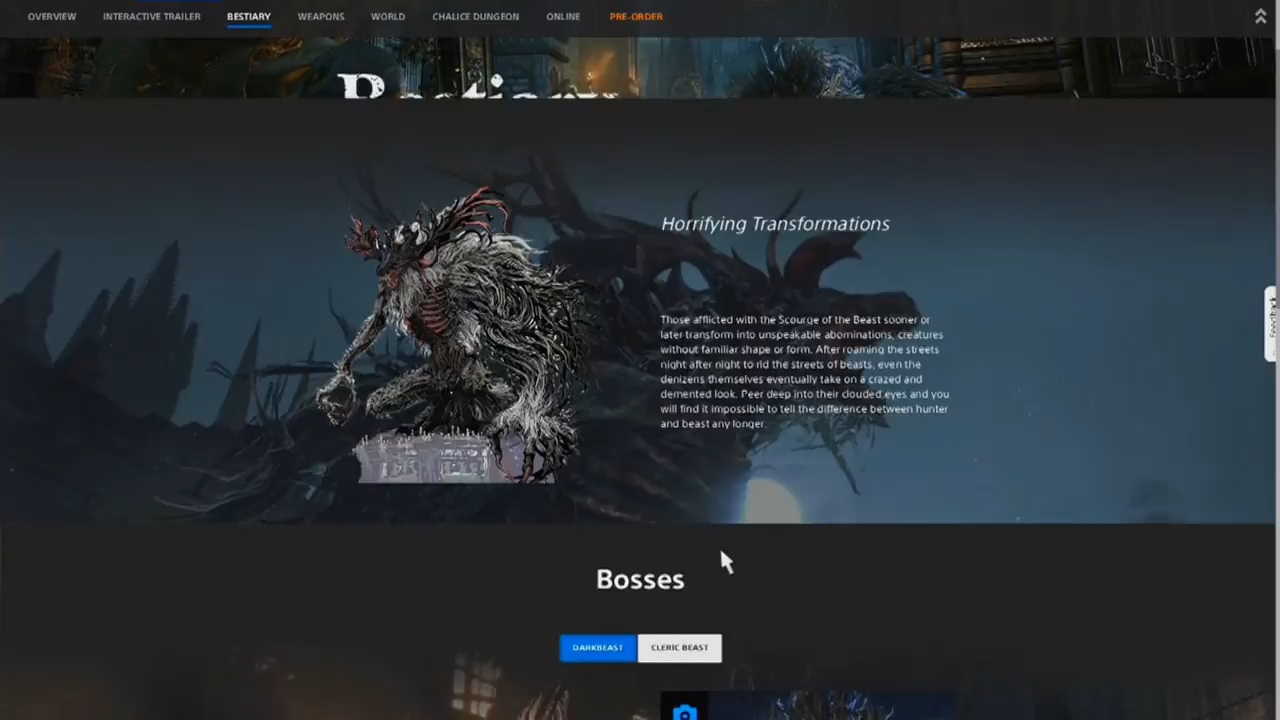 OVERVIEW
INTERACTIVE TRAILER
BESTIARY
WEAPONS
WORLD
CHALICE DUNGEON
ONLINE
PRE-ORDER
Bestiary
Horrifying Transformations
Those afflicted with the Scourge of the Beast sooner or
later transform into unspeakable abominations, creatures
without familiar shape or form. After roaming the streets
night after night to rid the streets of beasts, even the
denizens themselves eventually take on a crazed and
demented look. Peer deep into their clouded eyes and you
will find it impossible to tell the difference between hunter
and beast any longer.
Feedback
Bosses
DARKBEAST
CLERIC BEAST